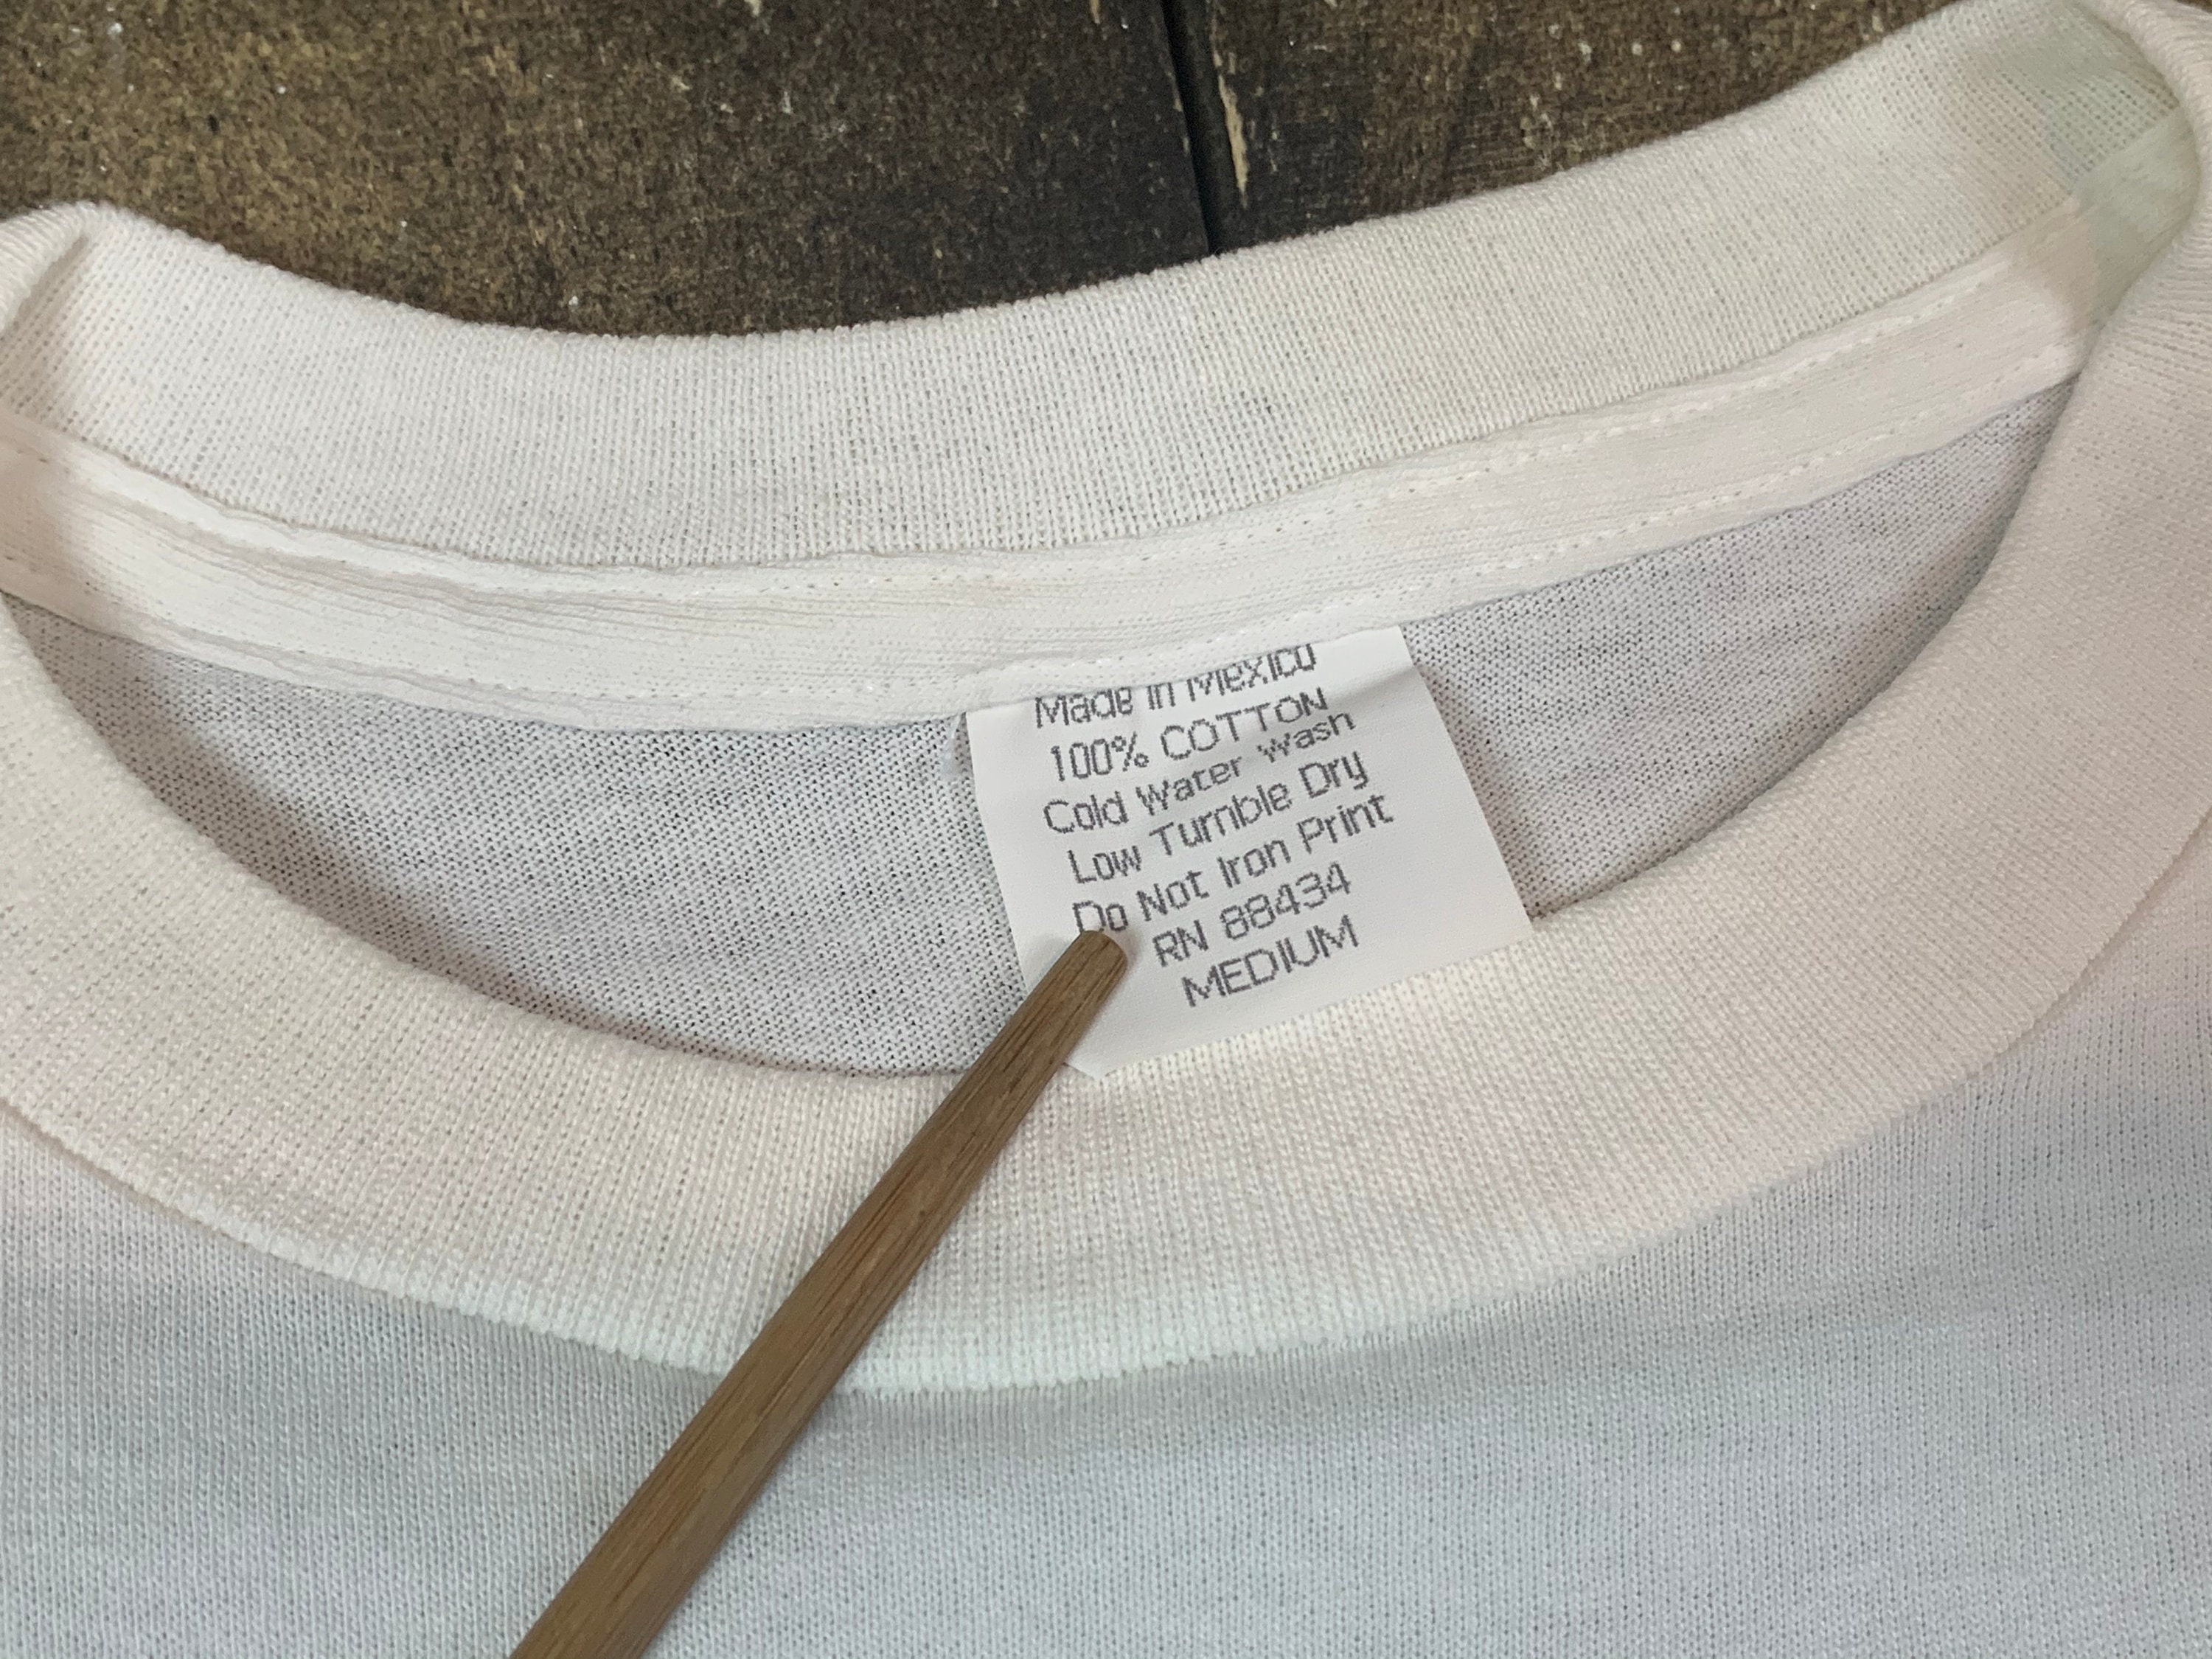 Made in Mexico
100% COTTON
Cold Water Wash
Low Tumble Dry
Do Not Iron Print
RN 88434
MEDIUM